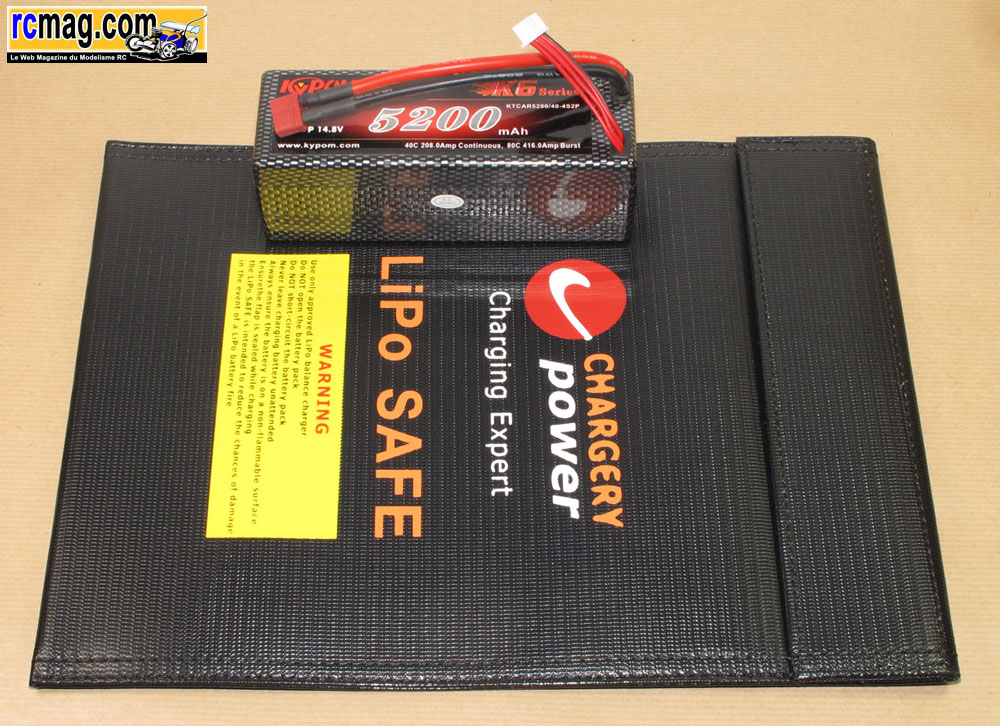 rcmag.com
Le Web Magazine du Modelisme RC
KYPOM
K6 Series
KTCAR5200/40-4S2P
P 14.8V
5200 mAh
www.kypom.com
40C 208.0Amp Continuous, 80C 416.0Amp Burst
CHARGERY
power
Charging Expert
LiPo SAFE
WARNING
Use only approved LiPo balance charger
Do NOT open the battery pack
Do NOT short-circuit the battery pack
Never leave charging battery unattended
Always ensure the battery is on a non-flammable surface
Ensurethe flap is sealed while charging
the LiPo SAFE is intended to reduce the chances of damage
in the event of a LiPo battery fire